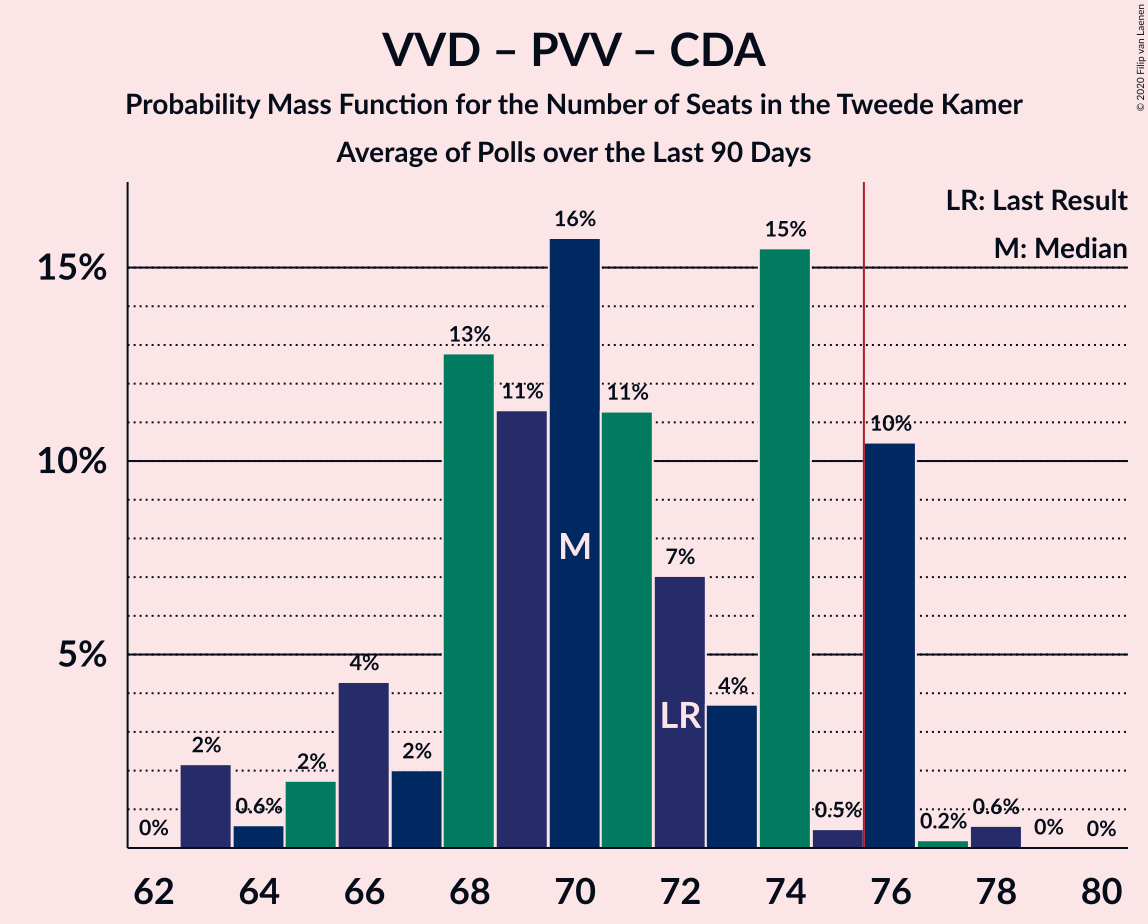 VVD – PVV – CDA
Probability Mass Function for the Number of Seats in the Tweede Kamer
Average of Polls over the Last 90 Days
© 2020 Filip van Laenen
LR: Last Result
M: Median
15%
10%
5%
0%
2%
0.6%
2%
4%
2%
13%
11%
16%
11%
7%
4%
15%
0.5%
10%
0.2%
0.6%
0%
0%
M
LR
62 64 66 68 70 72 74 76 78 80